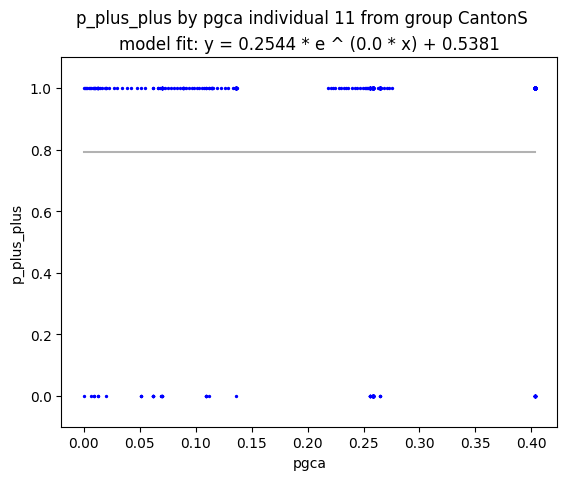 p_plus_plus by pgca individual 11 from group CantonS
model fit: y = 0.2544 * e ^ (0.0 * x) + 0.5381
p_plus_plus
1.0
0.8
0.6
0.4
0.2
0.0
0.00 0.05 0.10 0.15 0.20 0.25 0.30 0.35 0.40
pgca